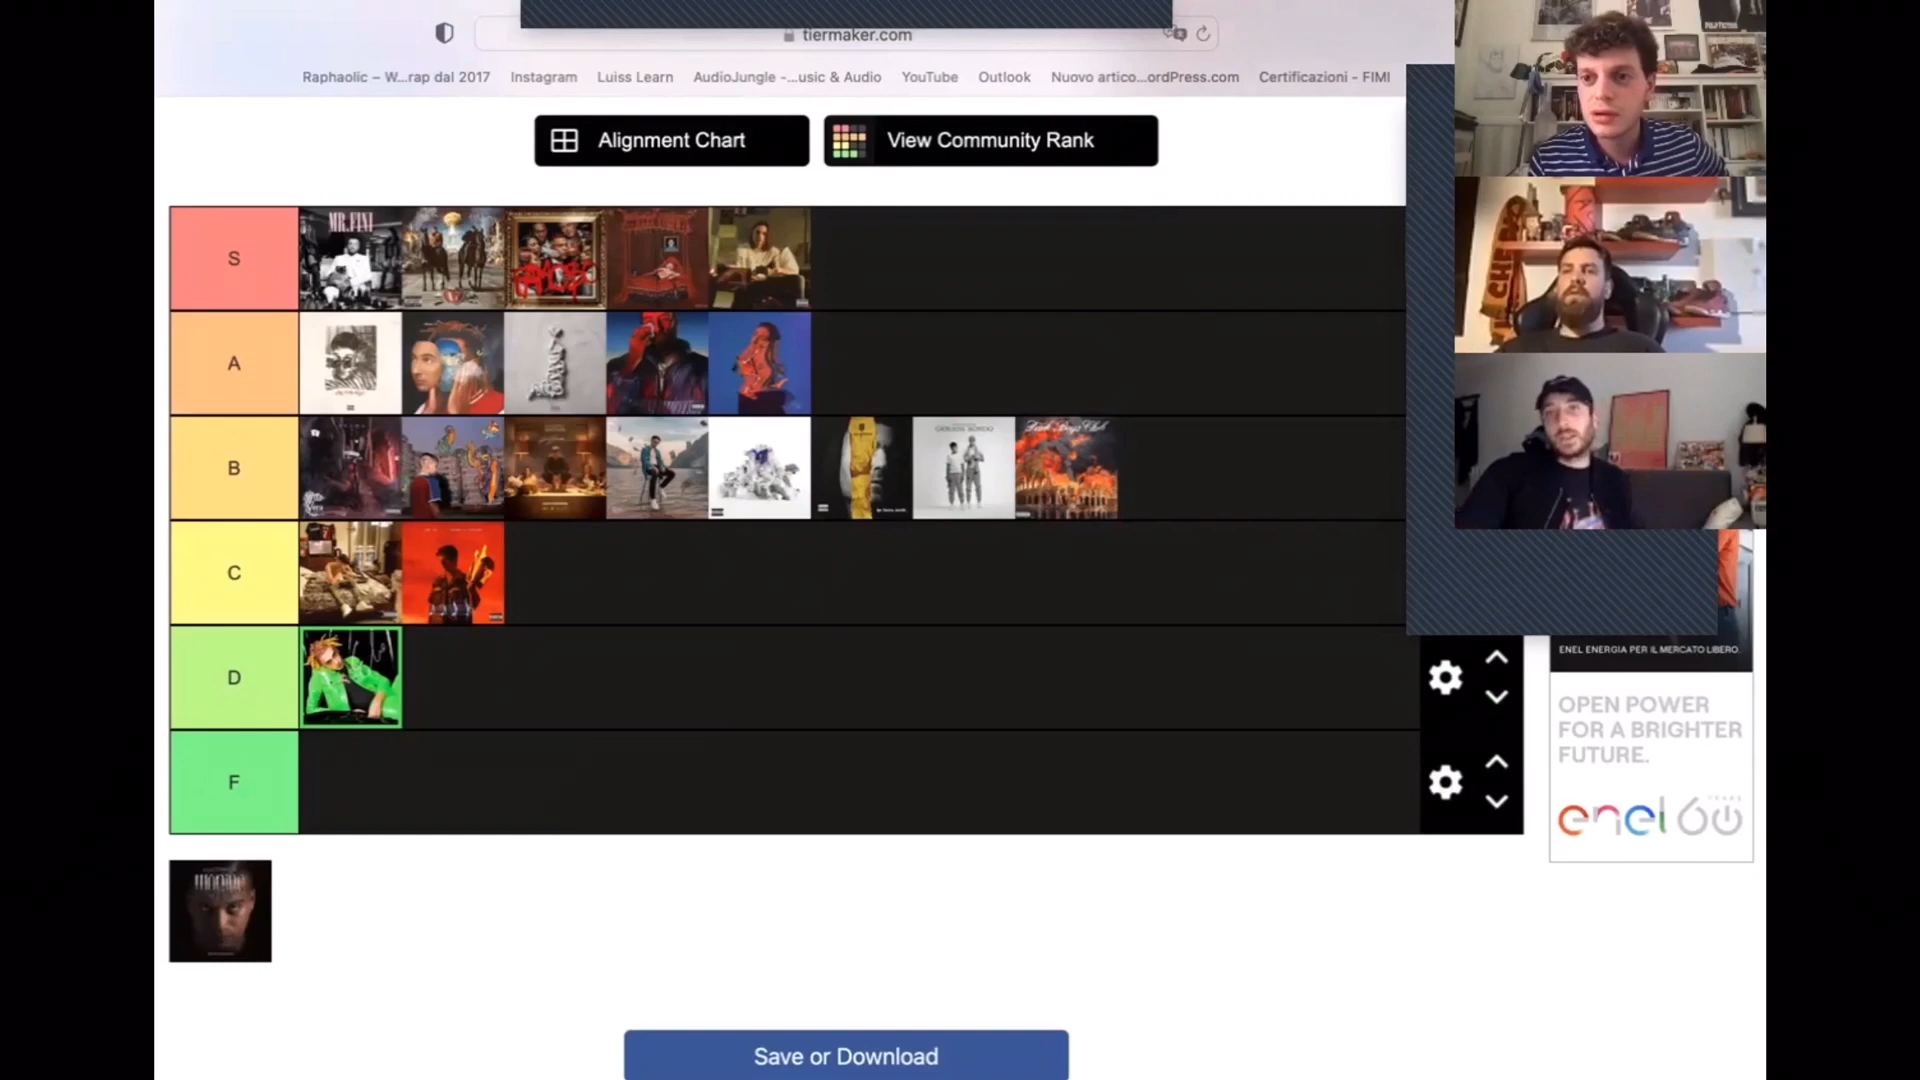 tiermaker.com
Raphaolic – W...rap dal 2017 Instagram Luiss Learn AudioJungle -...usic & Audio YouTube Outlook Nuovo artico...ordPress.com Certificazioni - FIMI
Alignment Chart
View Community Rank
S
MR.FINI
17
A
B
C
D
F
ENEL ENERGIA PER IL MERCATO LIBERO.
OPEN POWER
FOR A BRIGHTER
FUTURE.
enel 60
YEARS
Save or Download